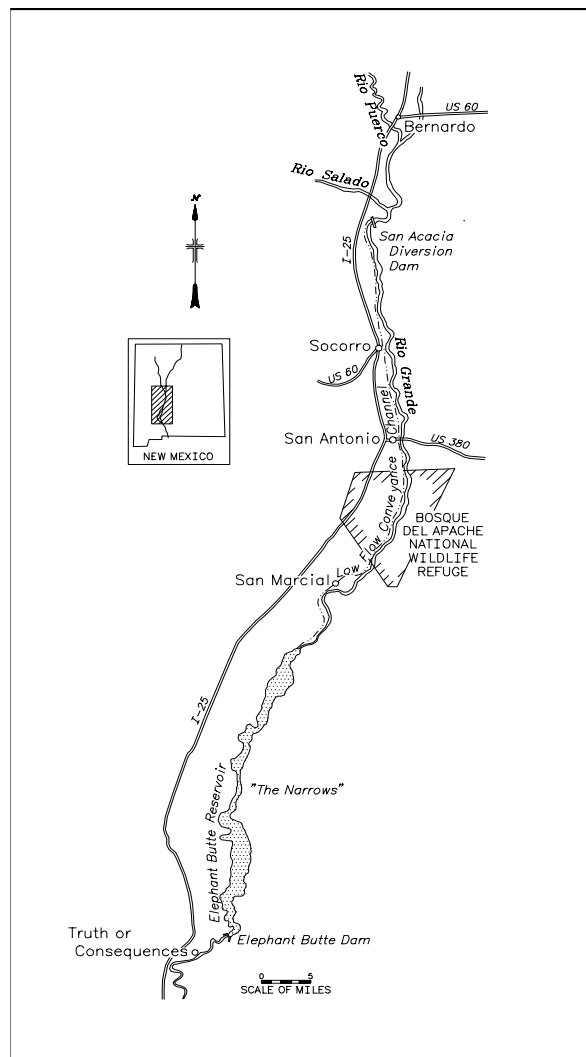 Rio Puerco
US 60
Bernardo
Rio Salado
N
San Acacia
Diversion
Dam
I-25
Socorro
Rio Grande
US 60
Channel
San Antonio
US 380
Low Flow Conveyance
BOSQUE
DEL APACHE
NATIONAL
WILDLIFE
REFUGE
NEW MEXICO
San Marcial
I-25
"The Narrows"
Elephant Butte Reservoir
Truth or
Consequences
Elephant Butte Dam
0 5
SCALE OF MILES